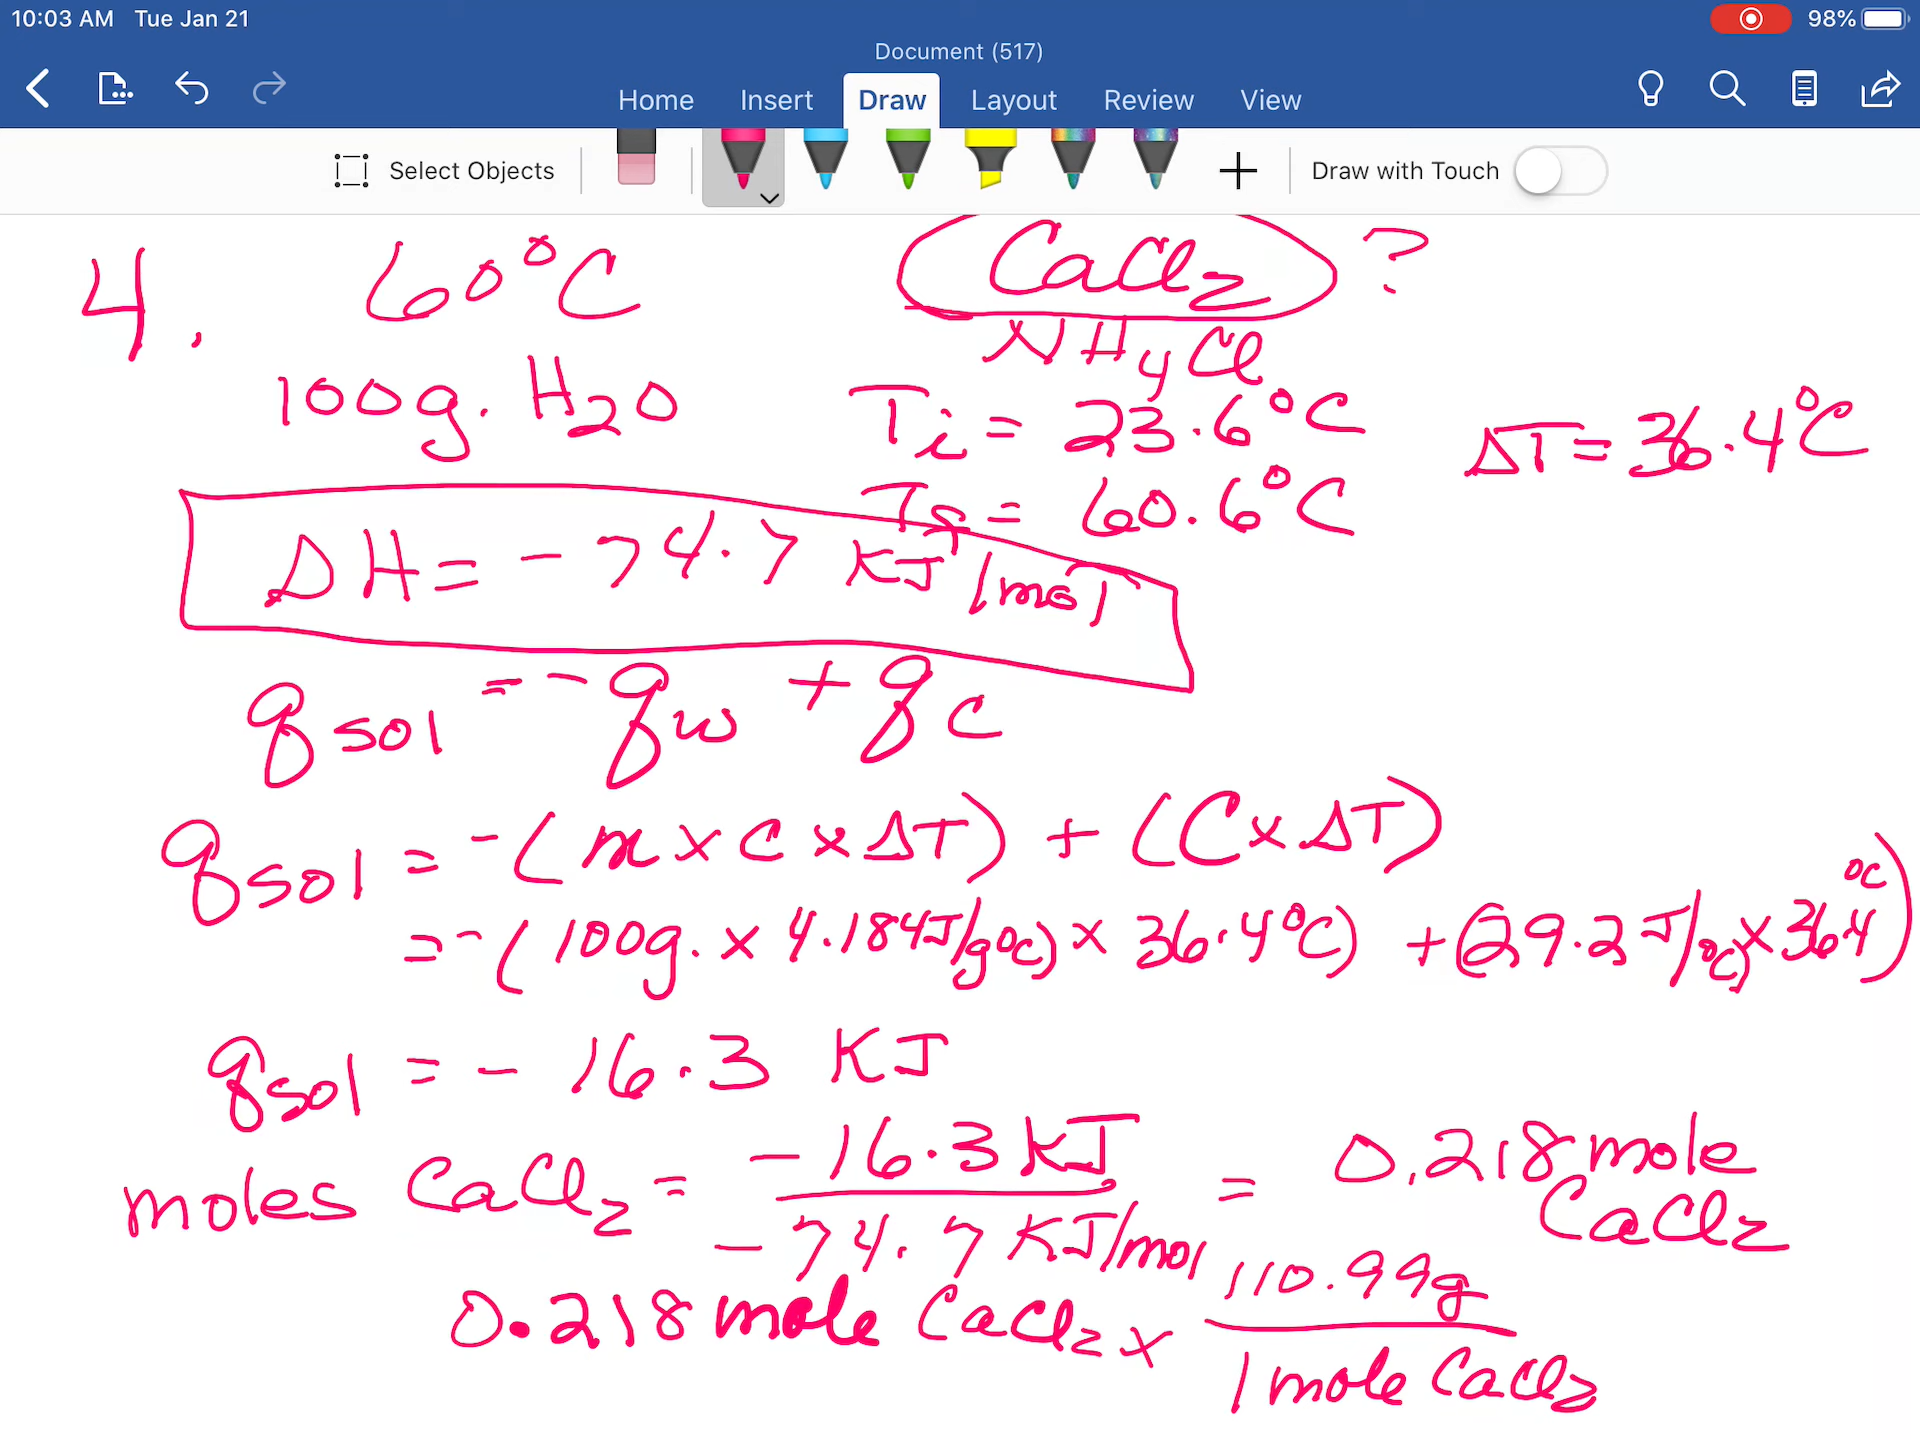 10:03 AM Tue Jan 21 98%
Document (517)
Home Insert Draw Layout Review View
Select Objects Draw with Touch
4. 60°C CaCl₂ ?
NH₄Cl
100g. H₂O Ti = 23.6°C ΔT = 36.4°C
Tf = 60.6°C
ΔH = - 74.7 KJ/mol
qsol = - qw + qc
qsol = -(m x C x ΔT) + (C x ΔT)
= -(100g. x 4.184J/g°C) x 36.4°C) + (29.2 J/°C) x 36.4°C)
qsol = - 16.3 KJ
moles CaCl₂ = - 16.3 KJ / - 74.7 KJ/mol = 0.218 mole CaCl₂
0.218 mole CaCl₂ x 110.99g / 1 mole CaCl₂